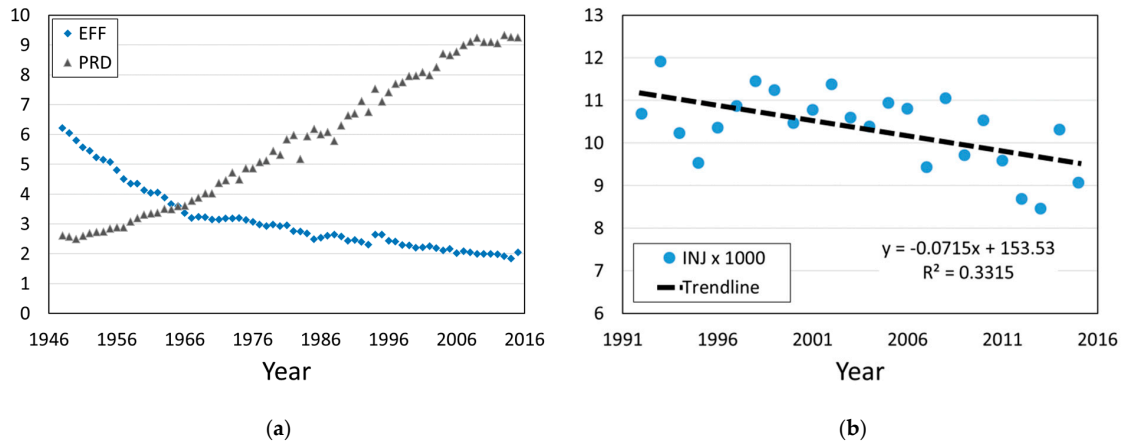 10
9
8
7
6
5
4
3
2
1
0
EFF
PRD
1946 1956 1966 1976 1986 1996 2006 2016
Year
(a)
13
12
11
10
9
8
7
6
INJ x 1000
Trendline
y = -0.0715x + 153.53
R² = 0.3315
1991 1996 2001 2006 2011 2016
Year
(b)